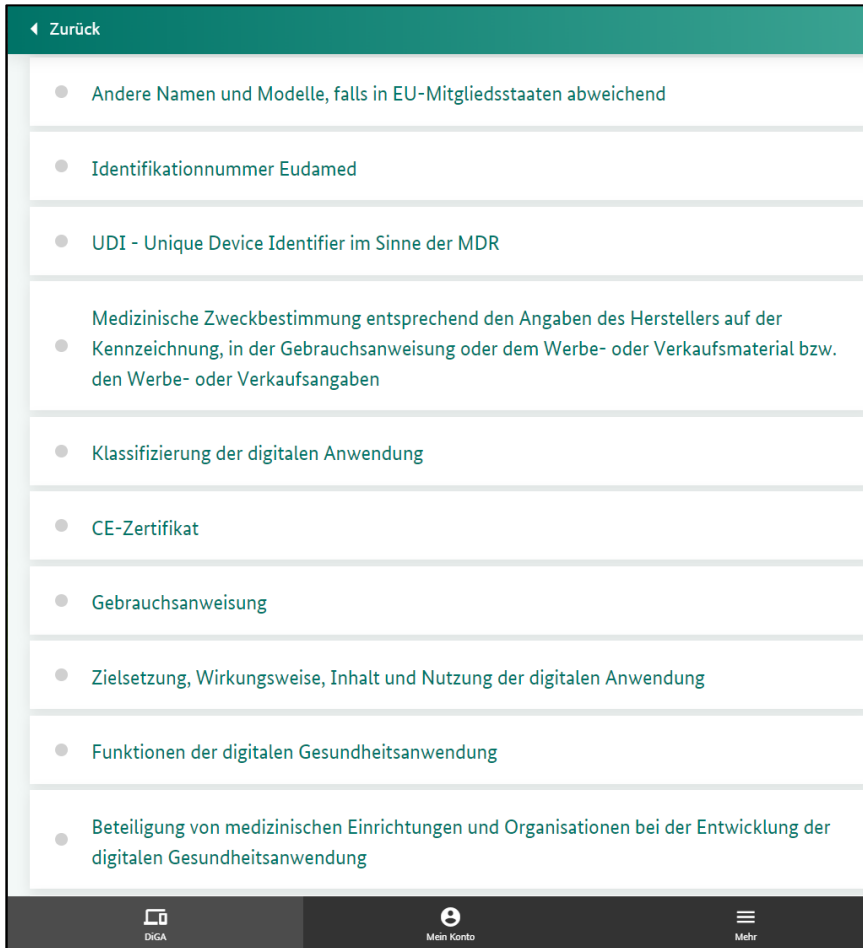 Zurück
Andere Namen und Modelle, falls in EU-Mitgliedsstaaten abweichend
Identifikationnummer Eudamed
UDI - Unique Device Identifier im Sinne der MDR
Medizinische Zweckbestimmung entsprechend den Angaben des Herstellers auf der
Kennzeichnung, in der Gebrauchsanweisung oder dem Werbe- oder Verkaufsmaterial bzw.
den Werbe- oder Verkaufsangaben
Klassifizierung der digitalen Anwendung
CE-Zertifikat
Gebrauchsanweisung
Zielsetzung, Wirkungsweise, Inhalt und Nutzung der digitalen Anwendung
Funktionen der digitalen Gesundheitsanwendung
Beteiligung von medizinischen Einrichtungen und Organisationen bei der Entwicklung der
digitalen Gesundheitsanwendung
DiGA Mein Konto Mehr